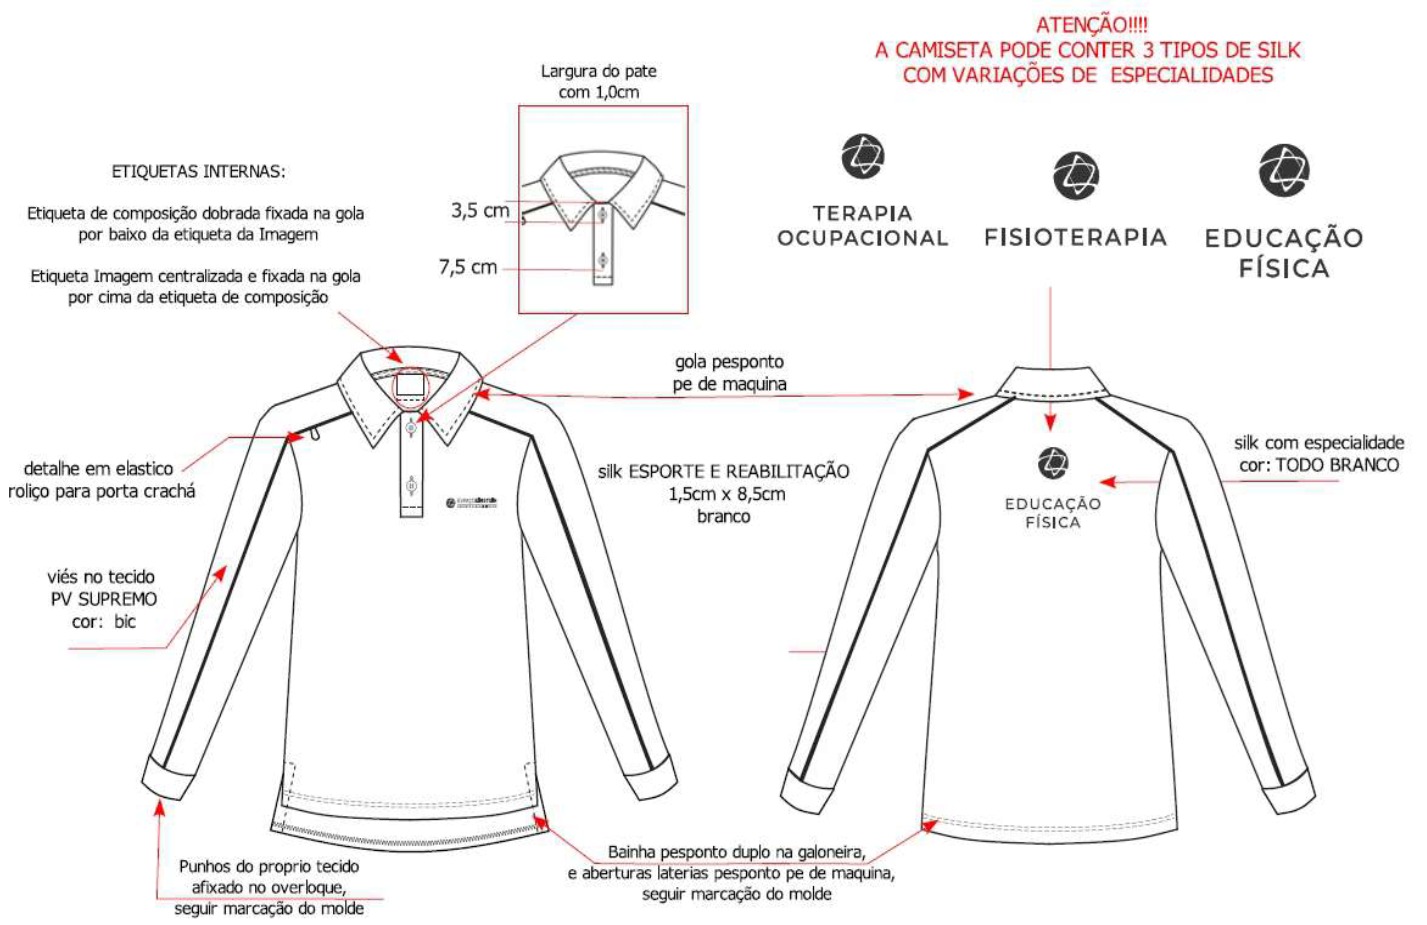 ATENÇÃO!!!!
A CAMISETA PODE CONTER 3 TIPOS DE SILK
COM VARIAÇÕES DE ESPECIALIDADES
Largura do pate
com 1,0cm
3,5 cm
7,5 cm
ETIQUETAS INTERNAS:
Etiqueta de composição dobrada fixada na gola
por baixo da etiqueta da Imagem
Etiqueta Imagem centralizada e fixada na gola
por cima da etiqueta de composição
TERAPIA
OCUPACIONAL
FISIOTERAPIA
EDUCAÇÃO
FÍSICA
gola pesponto
pe de maquina
detalhe em elastico
roliço para porta crachá
silk ESPORTE E REABILITAÇÃO
1,5cm x 8,5cm
branco
silk com especialidade
cor: TODO BRANCO
EDUCAÇÃO
FÍSICA
viés no tecido
PV SUPREMO
cor: bic
Punhos do proprio tecido
afixado no overloque,
seguir marcação do molde
Bainha pesponto duplo na galoneira,
e aberturas laterias pesponto pe de maquina,
seguir marcação do molde